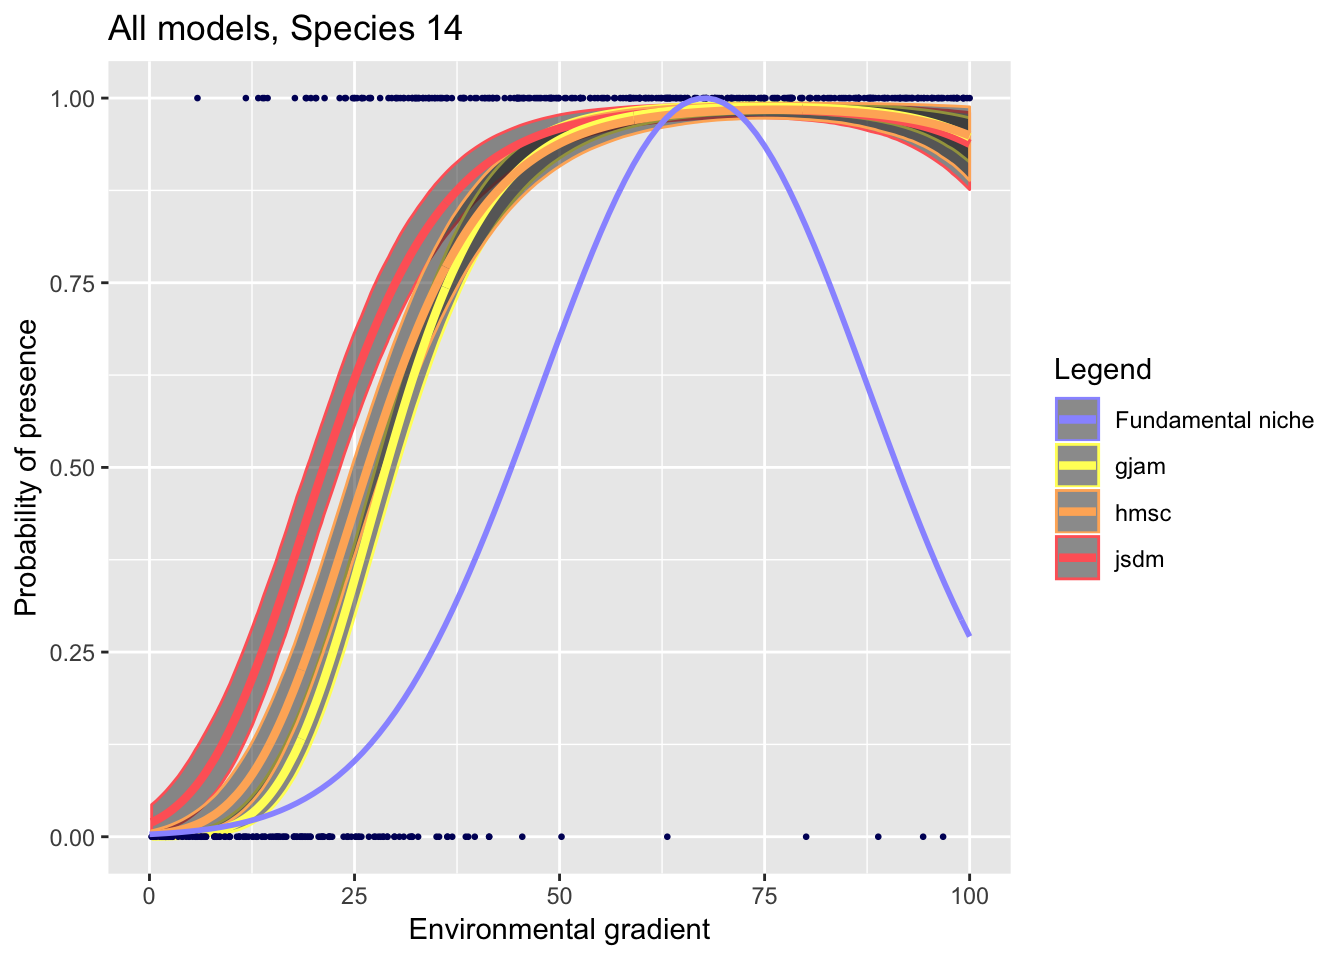 All models, Species 14
Probability of presence
1.00
0.75
0.50
0.25
0.00
0
25
50
75
100
Environmental gradient
Legend
Fundamental niche
gjam
hmsc
jsdm